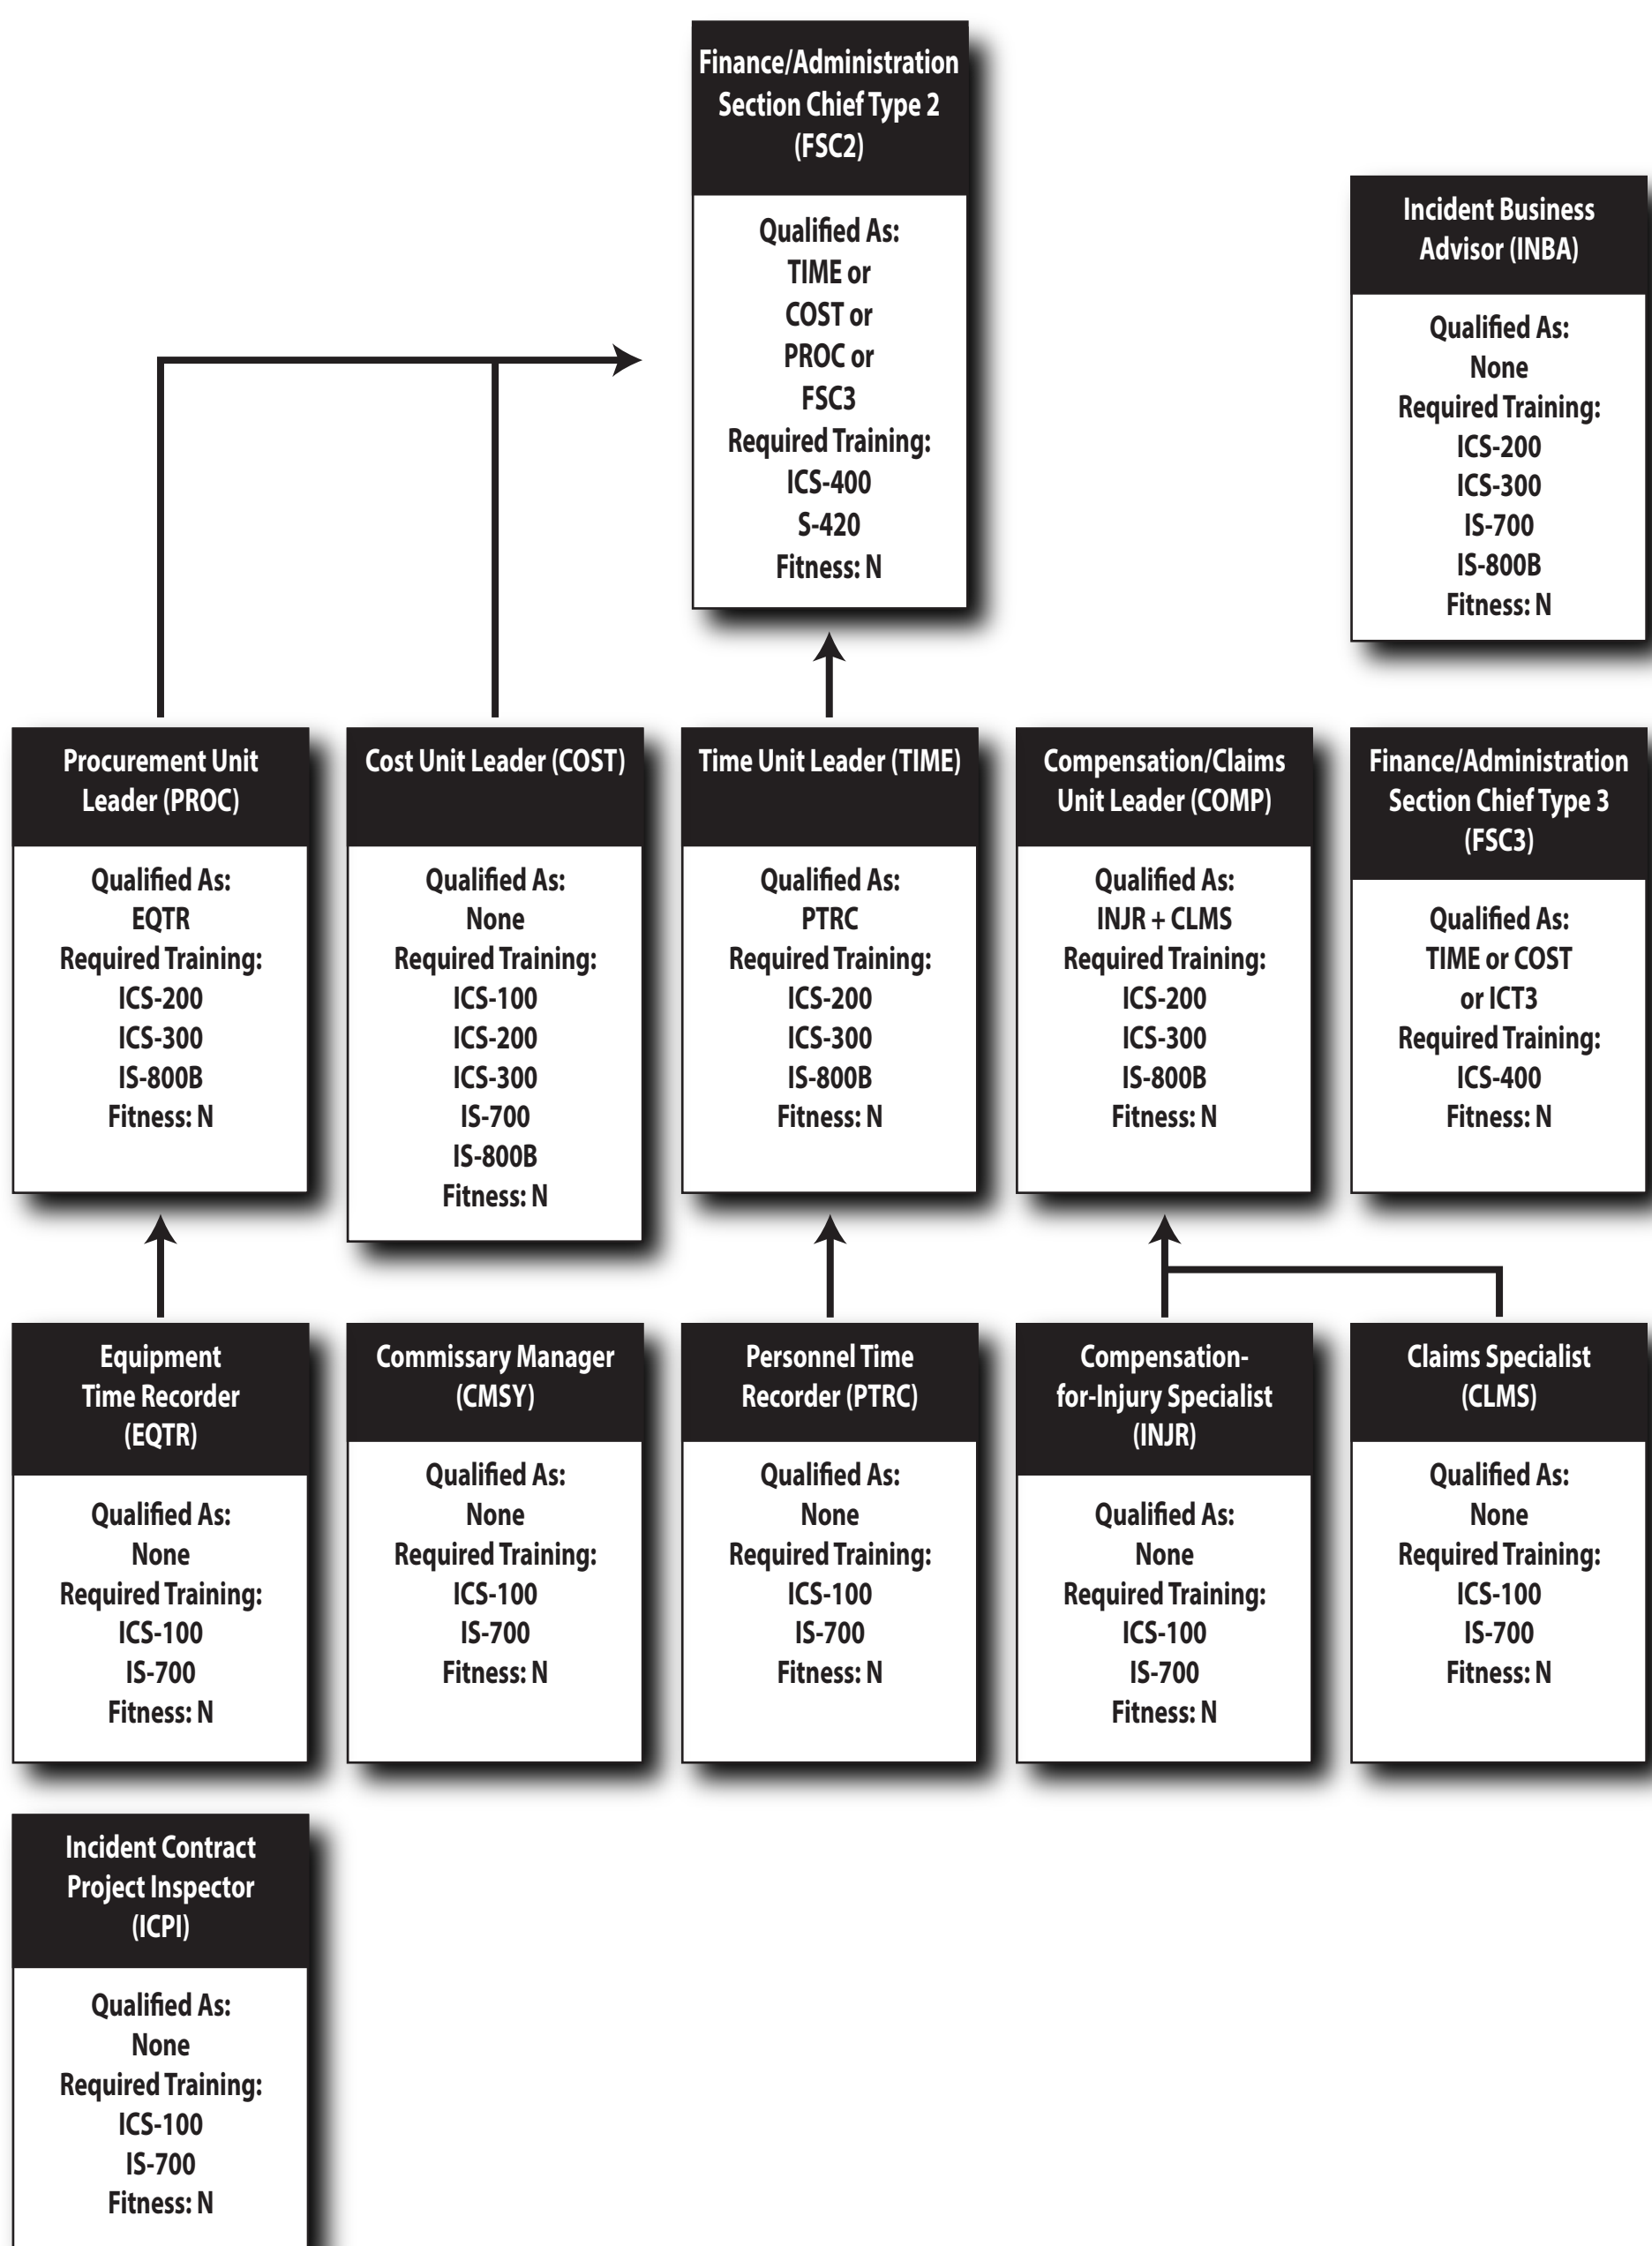 Finance/Administration
Section Chief Type 2
(FSC2)
Qualified As:
TIME or
COST or
PROC or
FSC3
Required Training:
ICS-400
S-420
Fitness: N
Incident Business
Advisor (INBA)
Qualified As:
None
Required Training:
ICS-200
ICS-300
IS-700
IS-800B
Fitness: N
Procurement Unit
Leader (PROC)
Qualified As:
EQTR
Required Training:
ICS-200
ICS-300
IS-800B
Fitness: N
Cost Unit Leader (COST)
Qualified As:
None
Required Training:
ICS-100
ICS-200
ICS-300
IS-700
IS-800B
Fitness: N
Time Unit Leader (TIME)
Qualified As:
PTRC
Required Training:
ICS-200
ICS-300
IS-800B
Fitness: N
Compensation/Claims
Unit Leader (COMP)
Qualified As:
INJR + CLMS
Required Training:
ICS-200
ICS-300
IS-800B
Fitness: N
Finance/Administration
Section Chief Type 3
(FSC3)
Qualified As:
TIME or COST
or ICT3
Required Training:
ICS-400
Fitness: N
Equipment
Time Recorder
(EQTR)
Qualified As:
None
Required Training:
ICS-100
IS-700
Fitness: N
Commissary Manager
(CMSY)
Qualified As:
None
Required Training:
ICS-100
IS-700
Fitness: N
Personnel Time
Recorder (PTRC)
Qualified As:
None
Required Training:
ICS-100
IS-700
Fitness: N
Compensation-
for-Injury Specialist
(INJR)
Qualified As:
None
Required Training:
ICS-100
IS-700
Fitness: N
Claims Specialist
(CLMS)
Qualified As:
None
Required Training:
ICS-100
IS-700
Fitness: N
Incident Contract
Project Inspector
(ICPI)
Qualified As:
None
Required Training:
ICS-100
IS-700
Fitness: N